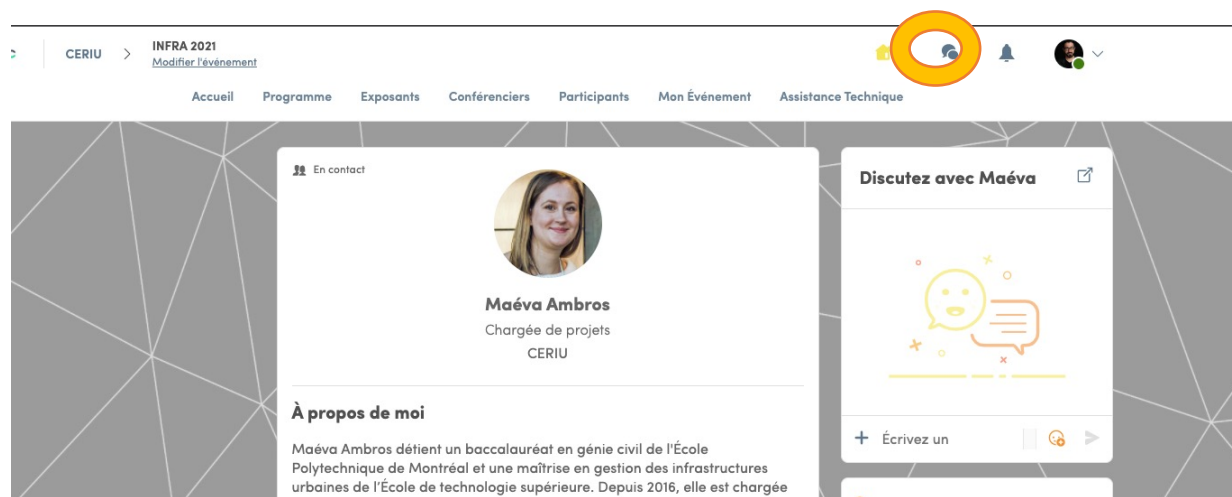 CERIU > INFRA 2021
Modifier l'événement
Accueil Programme Exposants Conférenciers Participants Mon Événement Assistance Technique
En contact
Maéva Ambros
Chargée de projets
CERIU
À propos de moi
Maéva Ambros détient un baccalauréat en génie civil de l'École
Polytechnique de Montréal et une maîtrise en gestion des infrastructures
urbaines de l'École de technologie supérieure. Depuis 2016, elle est chargée
Discutez avec Maéva
+ Écrivez un